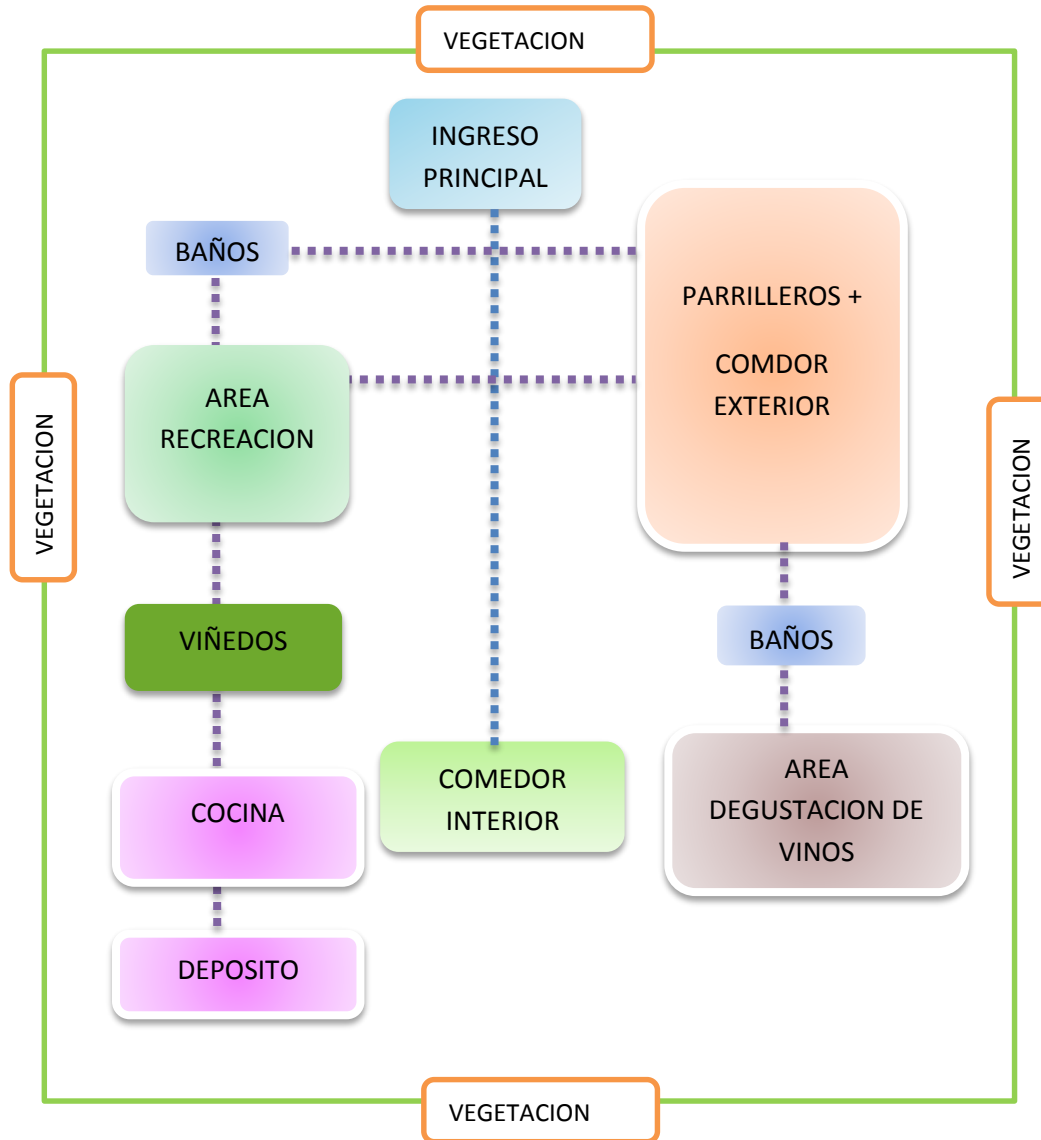 VEGETACION
INGRESO
PRINCIPAL
BAÑOS
PARRILLEROS +
COMDOR
EXTERIOR
AREA
RECREACION
VEGETACION
VEGETACION
VIÑEDOS
BAÑOS
COCINA
COMEDOR
INTERIOR
AREA
DEGUSTACION DE
VINOS
DEPOSITO
VEGETACION